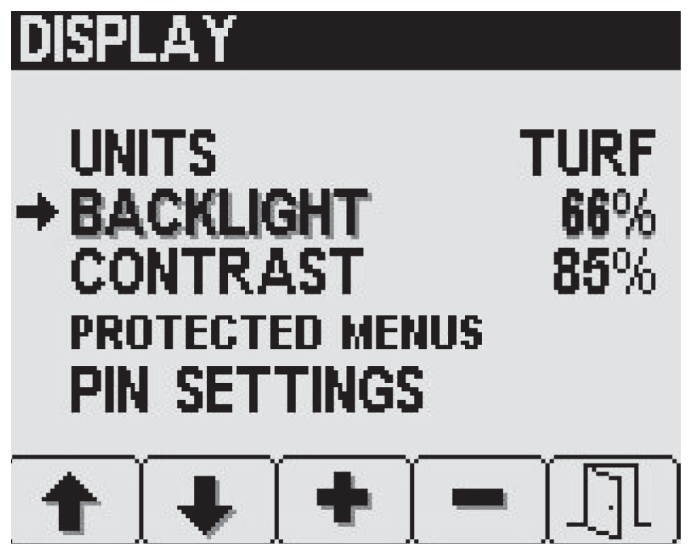 DISPLAY
UNITS TURF
BACKLIGHT 66%
CONTRAST 85%
PROTECTED MENUS
PIN SETTINGS